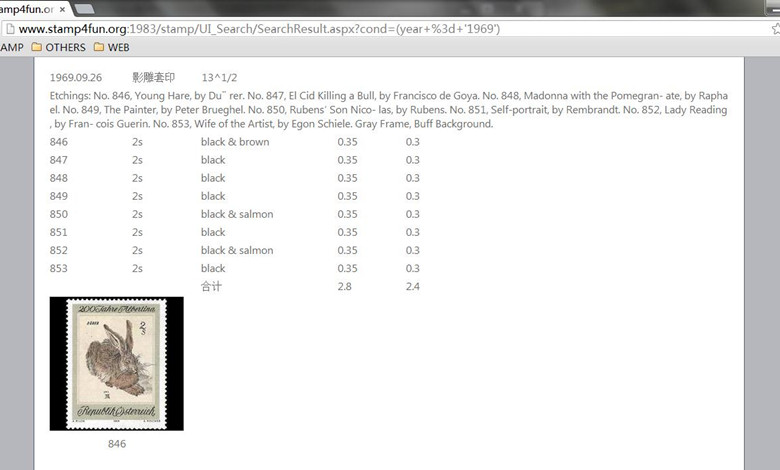 tamp4fun.or ×
www.stamp4fun.org:1983/stamp/UI_Search/SearchResult.aspx?cond=(year+%3d+'1969')
AMP OTHERS WEB
1969.09.26 影雕套印 13^1/2
Etchings: No. 846, Young Hare, by Du¨ rer. No. 847, El Cid Killing a Bull, by Francisco de Goya. No. 848, Madonna with the Pomegran- ate, by Rapha
el. No. 849, The Painter, by Peter Brueghel. No. 850, Rubens' Son Nico- las, by Rubens. No. 851, Self-portrait, by Rembrandt. No. 852, Lady Reading
, by Fran- cois Guerin. No. 853, Wife of the Artist, by Egon Schiele. Gray Frame, Buff Background.
846 2s black & brown 0.35 0.3
847 2s black 0.35 0.3
848 2s black 0.35 0.3
849 2s black 0.35 0.3
850 2s black & salmon 0.35 0.3
851 2s black 0.35 0.3
852 2s black & salmon 0.35 0.3
853 2s black 0.35 0.3
合计 2.8 2.4
200 Jahre Albertina
2
S
Republik Österreich
846